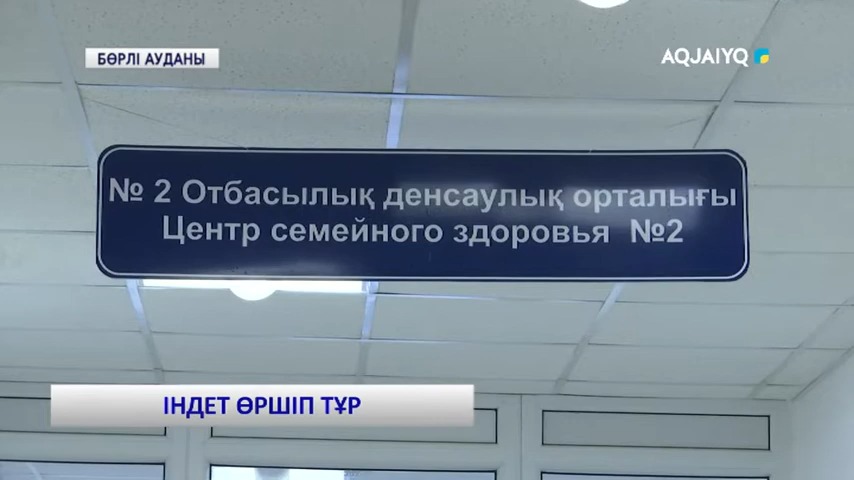 БӨРЛІ АУДАНЫ
AQJAIYQ
№ 2 Отбасылық денсаулық орталығы
Центр семейного здоровья №2
ІНДЕТ ӨРШІП ТҰР